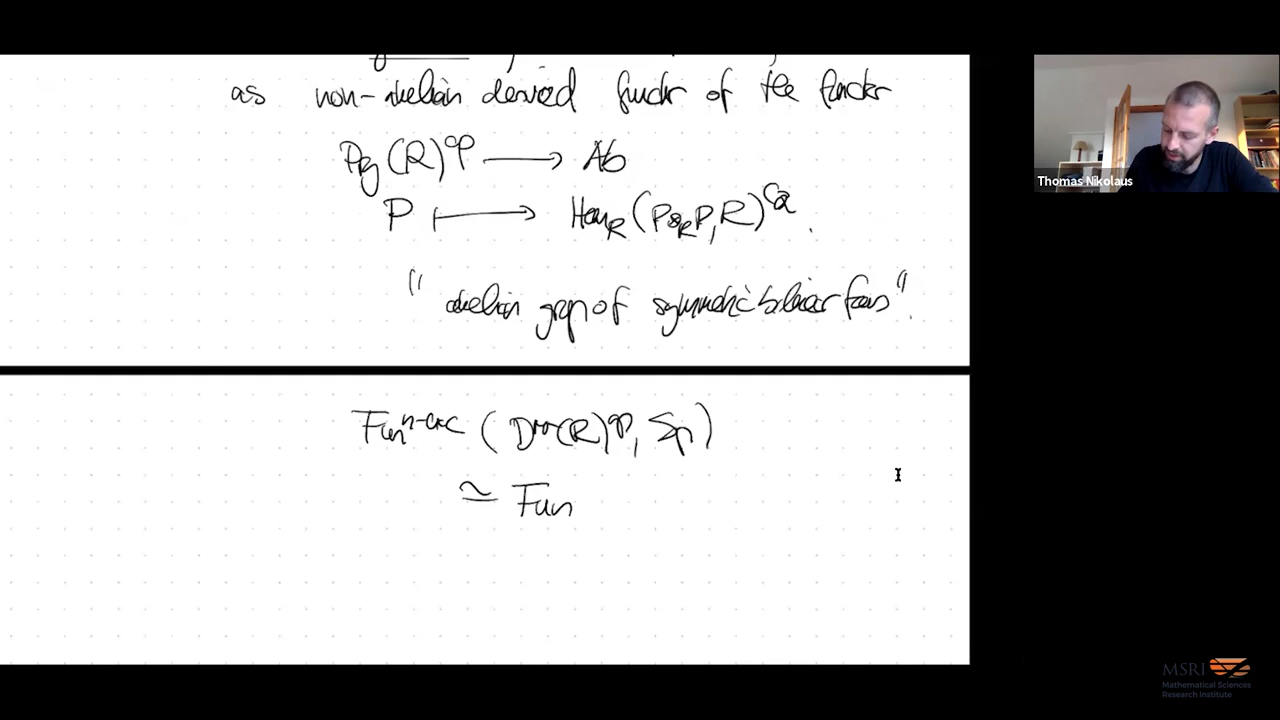 as non-abelian derived functor of the functor
Proj(R)^op → Ab
P ↦ Hom_R(P⊗_R P, R)^C2.
"abelian group of symmetric bilinear forms".
Fun^n-exc (D^perf(R)^op, Sp)
≃ Fun
Thomas Nikolaus
MSRI
Mathematical Sciences
Research Institute